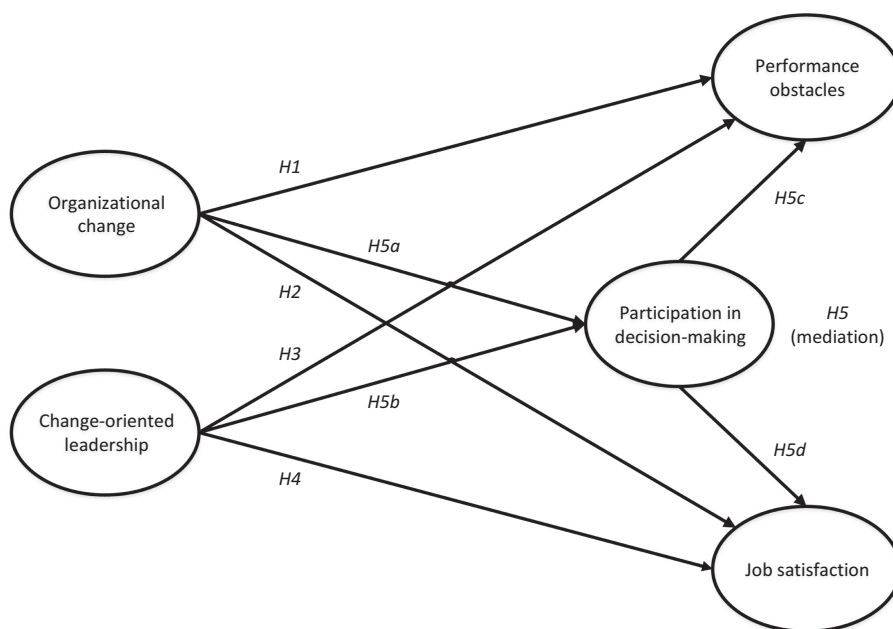 Performance
obstacles
H1
Organizational
change
H5a
H5c
H2
Participation in
decision-making
H5
(mediation)
H3
H5b
Change-oriented
leadership
H4
H5d
Job satisfaction